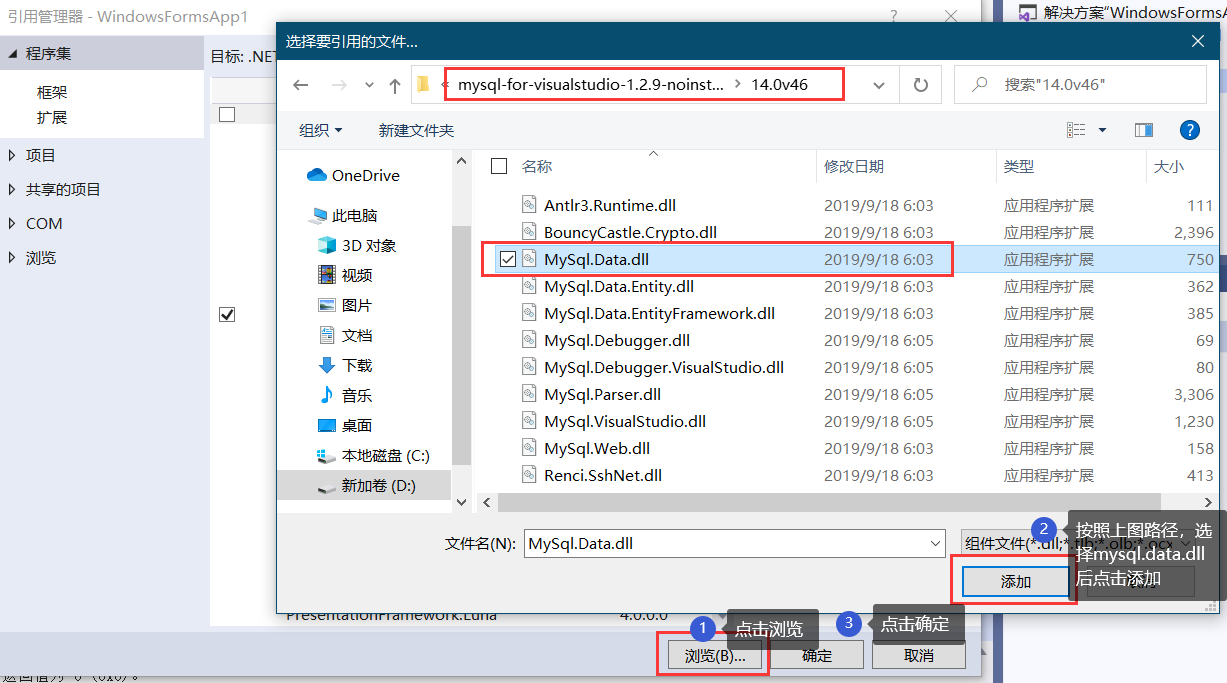 引用管理器 - WindowsFormsApp1
?
解决方案"WindowsFormsA
程序集
目标: .NET
框架
扩展
项目
共享的项目
COM
浏览
选择要引用的文件...
« mysql-for-visualstudio-1.2.9-noinst... > 14.0v46
搜索"14.0v46"
组织
新建文件夹
?
OneDrive
此电脑
3D 对象
视频
图片
文档
下载
音乐
桌面
本地磁盘 (C:)
新加卷 (D:)
名称 修改日期 类型 大小
Antlr3.Runtime.dll 2019/9/18 6:03 应用程序扩展 111
BouncyCastle.Crypto.dll 2019/9/18 6:03 应用程序扩展 2,396
MySql.Data.dll 2019/9/18 6:03 应用程序扩展 750
MySql.Data.Entity.dll 2019/9/18 6:03 应用程序扩展 362
MySql.Data.EntityFramework.dll 2019/9/18 6:03 应用程序扩展 385
MySql.Debugger.dll 2019/9/18 6:05 应用程序扩展 69
MySql.Debugger.VisualStudio.dll 2019/9/18 6:05 应用程序扩展 80
MySql.Parser.dll 2019/9/18 6:05 应用程序扩展 3,306
MySql.VisualStudio.dll 2019/9/18 6:05 应用程序扩展 1,230
MySql.Web.dll 2019/9/18 6:03 应用程序扩展 158
Renci.SshNet.dll 2019/9/18 6:03 应用程序扩展 413
文件名(N): MySql.Data.dll
组件文件(*.dll;*.tlb;*.olb;*.ocx
添加
2
按照上图路径，选
择mysql.data.dll
后点击添加
PresentationFramework.Luna 4.0.0.0
1 点击浏览
3 点击确定
浏览(B)...
确定
取消